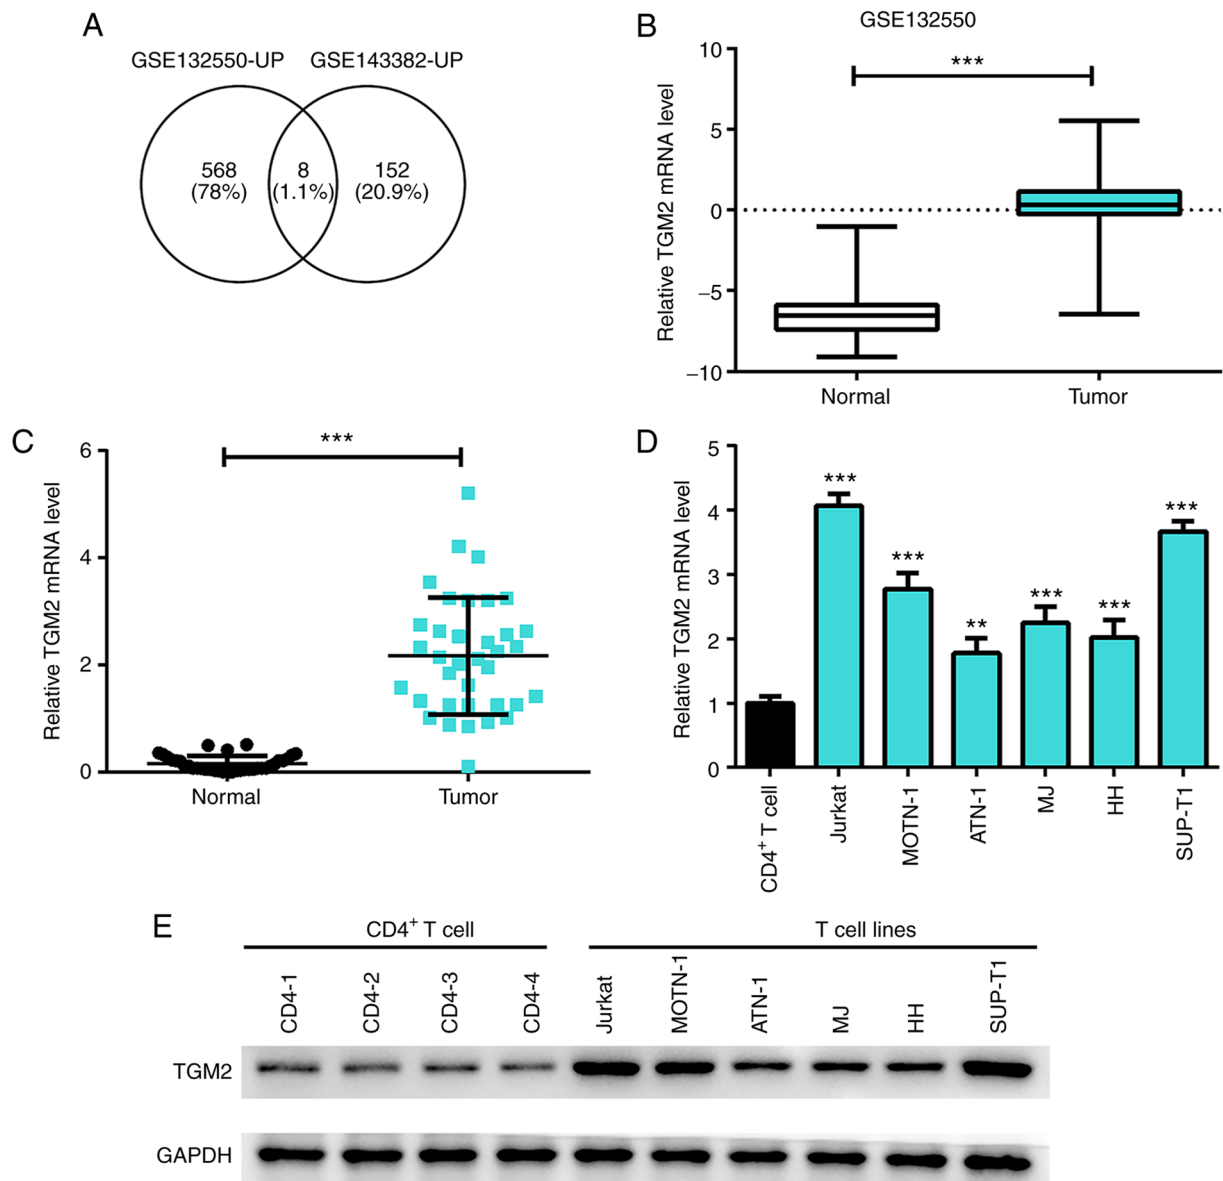 A
GSE132550-UP GSE143382-UP
568 8 152
(78%) (1.1%) (20.9%)
B
GSE132550
Relative TGM2 mRNA level
10
5
0
−5
−10
***
Normal Tumor
C
Relative TGM2 mRNA level
6
4
2
0
***
Normal Tumor
D
Relative TGM2 mRNA level
5
4
3
2
1
0
*** *** ** *** *** ***
CD4+ T cell
Jurkat
MOTN-1
ATN-1
MJ
HH
SUP-T1
E
CD4+ T cell T cell lines
CD4-1
CD4-2
CD4-3
CD4-4
Jurkat
MOTN-1
ATN-1
MJ
HH
SUP-T1
TGM2
GAPDH